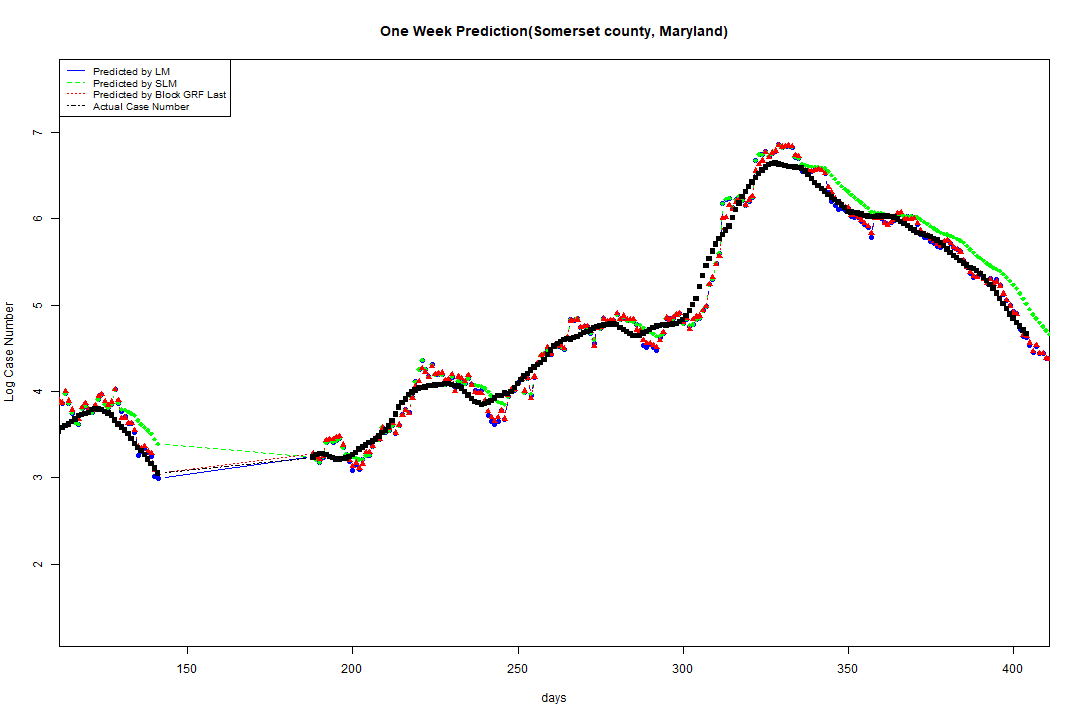 One Week Prediction(Somerset county, Maryland)
Predicted by LM
Predicted by SLM
Predicted by Block GRF Last
Actual Case Number
7
6
5
4
3
2
Log Case Number
150 200 250 300 350 400
days